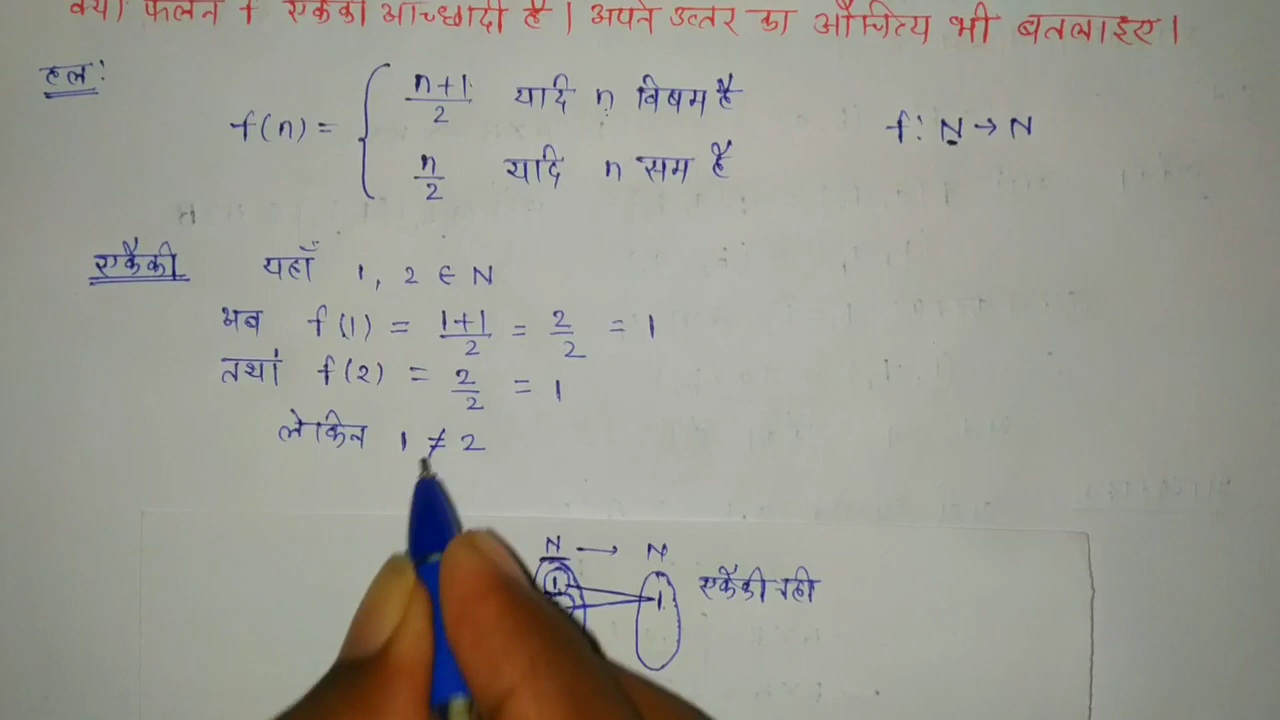 क्या फलन f एकैकी आच्छादी है। अपने उत्तर का औचित्य भी बतलाइए।
हल:
f(n) = { (n+1)/2 यदि n विषम है
n/2 यदि n सम है
f: N → N
एकैकी यहाँ 1, 2 ∈ N
अब f(1) = (1+1)/2 = 2/2 = 1
तथा f(2) = 2/2 = 1
लेकिन 1 ≠ 2
N → N
1 1 एकैकी नही